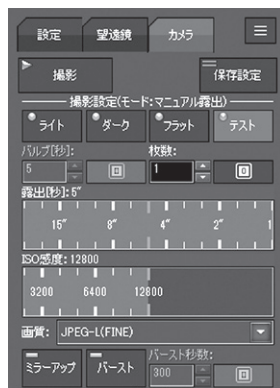 設定 望遠鏡 カメラ
撮影 保存設定
撮影設定(モード:マニュアル露出)
ライト ダーク フラット テスト
バルブ[秒]: 枚数:
5 1
露出[秒]:5"
15" 8" 4" 2" 1
ISO感度:12800
3200 6400 12800
画質: JPEG-L(FINE)
バースト秒数:
ミラーアップ バースト 300